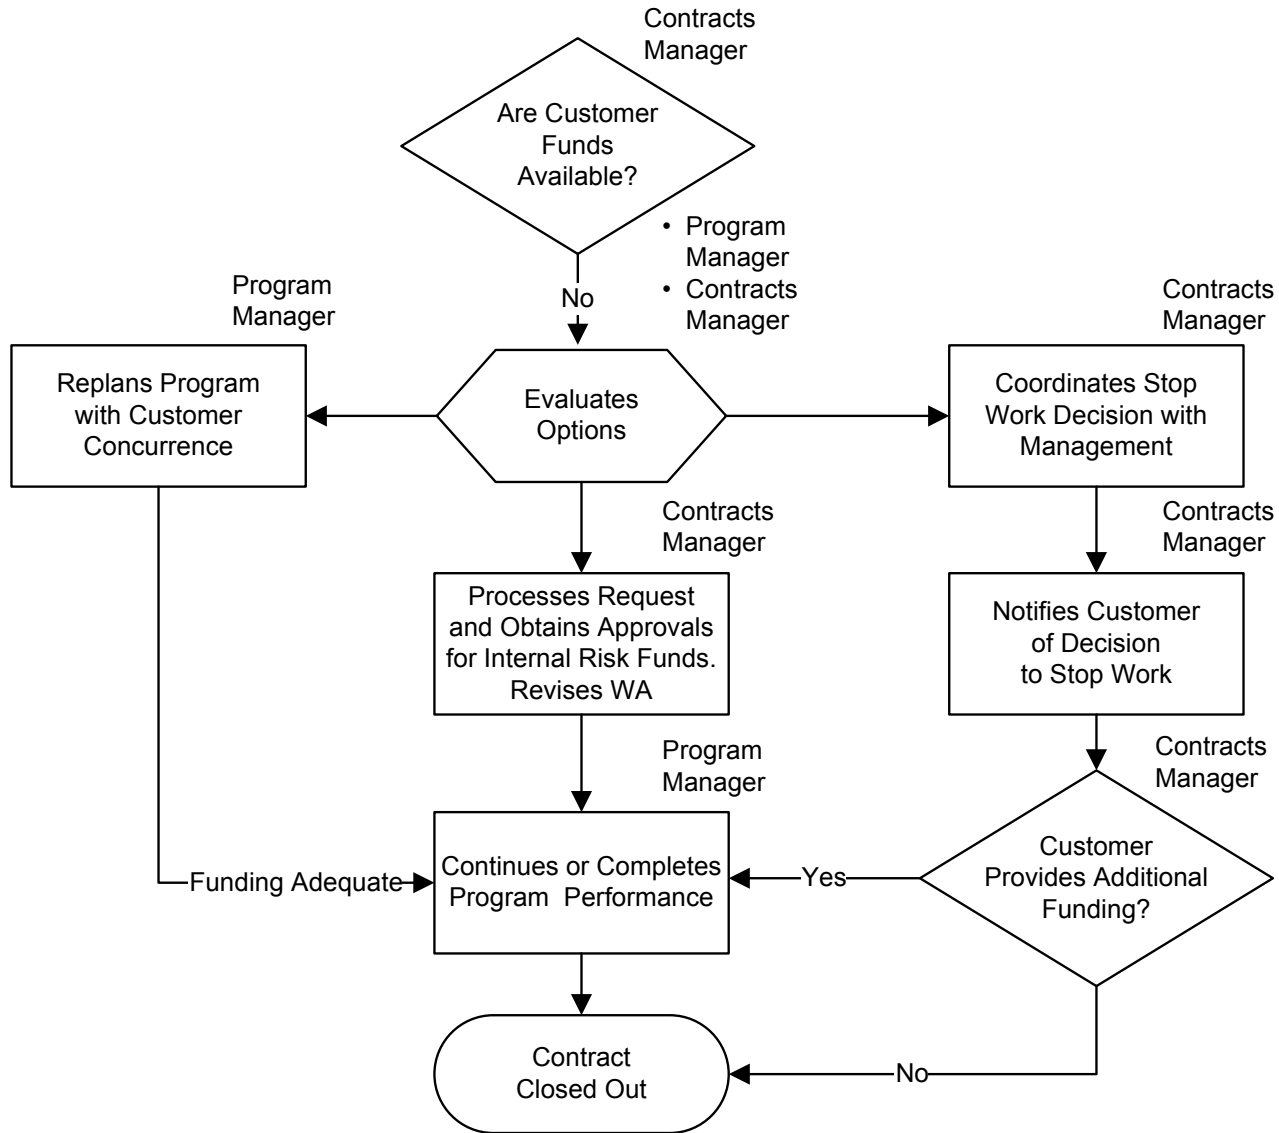 Contracts
Manager
Are Customer
Funds
Available?
• Program
Manager
• Contracts
Manager
No
Program
Manager
Contracts
Manager
Replans Program
with Customer
Concurrence
Evaluates
Options
Coordinates Stop
Work Decision with
Management
Contracts
Manager
Contracts
Manager
Processes Request
and Obtains Approvals
for Internal Risk Funds.
Revises WA
Notifies Customer
of Decision
to Stop Work
Program
Manager
Contracts
Manager
Funding Adequate
Continues or Completes
Program  Performance
Yes
Customer
Provides Additional
Funding?
Contract
Closed Out
No